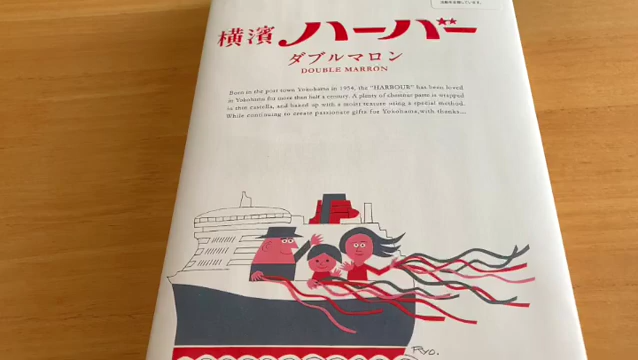 横濱 ハーバー
ダブルマロン
DOUBLE MARRON
Born in the port town Yokohama in 1954, the "HARBOUR" has been loved
in Yokohama for more than half a century. A plenty of chestnut paste is wrapped
in thin castella, and baked up with a moist texture using a special method.
While continuing to create passionate gifts for Yokohama, with thanks...
Ryo.